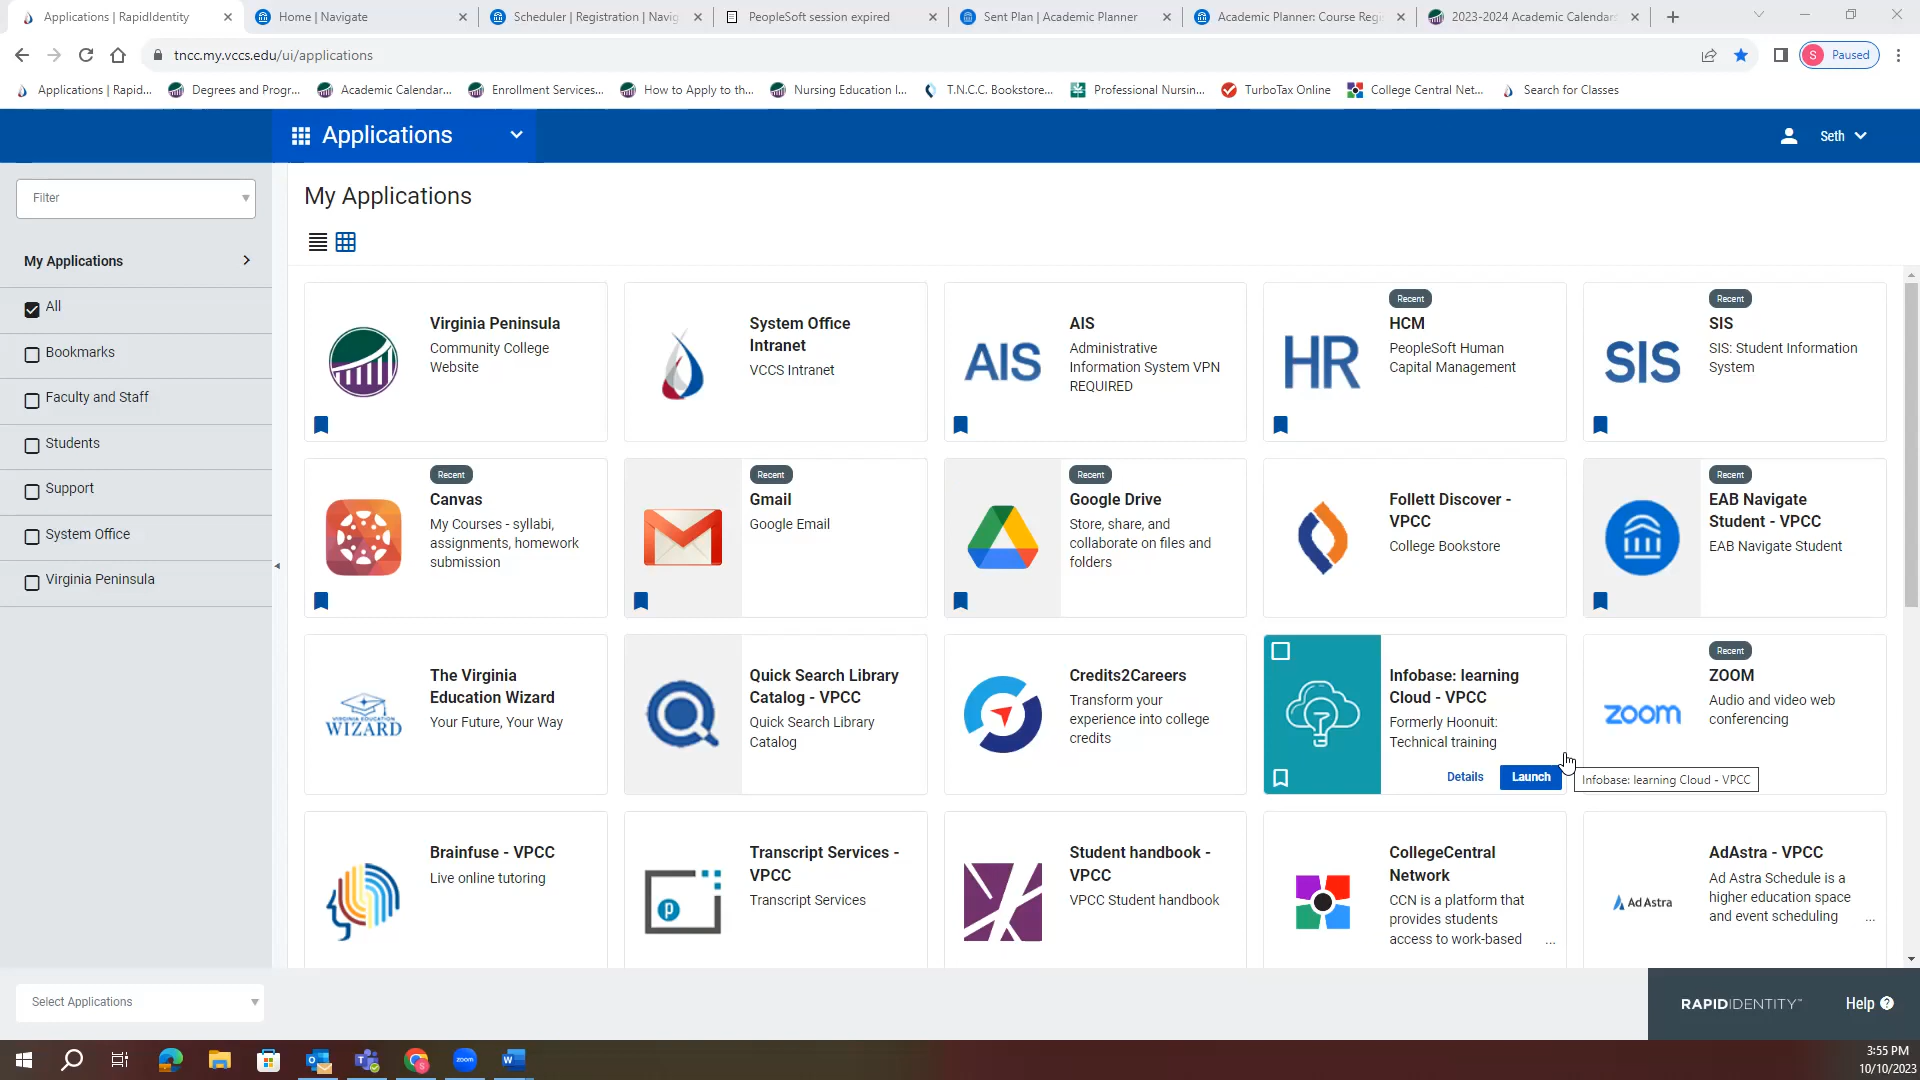 Applications | RapidIdentity
Home | Navigate
Scheduler | Registration | Navig
PeopleSoft session expired
Sent Plan | Academic Planner
Academic Planner: Course Regi
2023-2024 Academic Calendars
tncc.my.vccs.edu/ui/applications
S Paused
Applications | Rapid...
Degrees and Progr...
Academic Calendar...
Enrollment Services...
How to Apply to th...
Nursing Education I...
T.N.C.C. Bookstore...
Professional Nursin...
TurboTax Online
College Central Net...
Search for Classes
Applications
Seth
Filter
My Applications
All
Bookmarks
Faculty and Staff
Students
Support
System Office
Virginia Peninsula
My Applications
Virginia Peninsula
Community College
Website
System Office
Intranet
VCCS Intranet
AIS
AIS
Administrative
Information System VPN
REQUIRED
HR
Recent
HCM
PeopleSoft Human
Capital Management
SIS
Recent
SIS
SIS: Student Information
System
Recent
Canvas
My Courses - syllabi,
assignments, homework
submission
Recent
Gmail
Google Email
Recent
Google Drive
Store, share, and
collaborate on files and
folders
Follett Discover -
VPCC
College Bookstore
Recent
EAB Navigate
Student - VPCC
EAB Navigate Student
VIRGINIA EDUCATION
WIZARD
The Virginia
Education Wizard
Your Future, Your Way
Quick Search Library
Catalog - VPCC
Quick Search Library
Catalog
Credits2Careers
Transform your
experience into college
credits
Infobase: learning
Cloud - VPCC
Formerly Hoonuit:
Technical training
Details
Launch
Infobase: learning Cloud - VPCC
zoom
Recent
ZOOM
Audio and video web
conferencing
Brainfuse - VPCC
Live online tutoring
p
Transcript Services -
VPCC
Transcript Services
Student handbook -
VPCC
VPCC Student handbook
CollegeCentral
Network
CCN is a platform that
provides students
access to work-based ...
Ad Astra
AdAstra - VPCC
Ad Astra Schedule is a
higher education space
and event scheduling ...
Select Applications
RAPIDIDENTITY™
Help ?
zoom
3:55 PM
10/10/2023